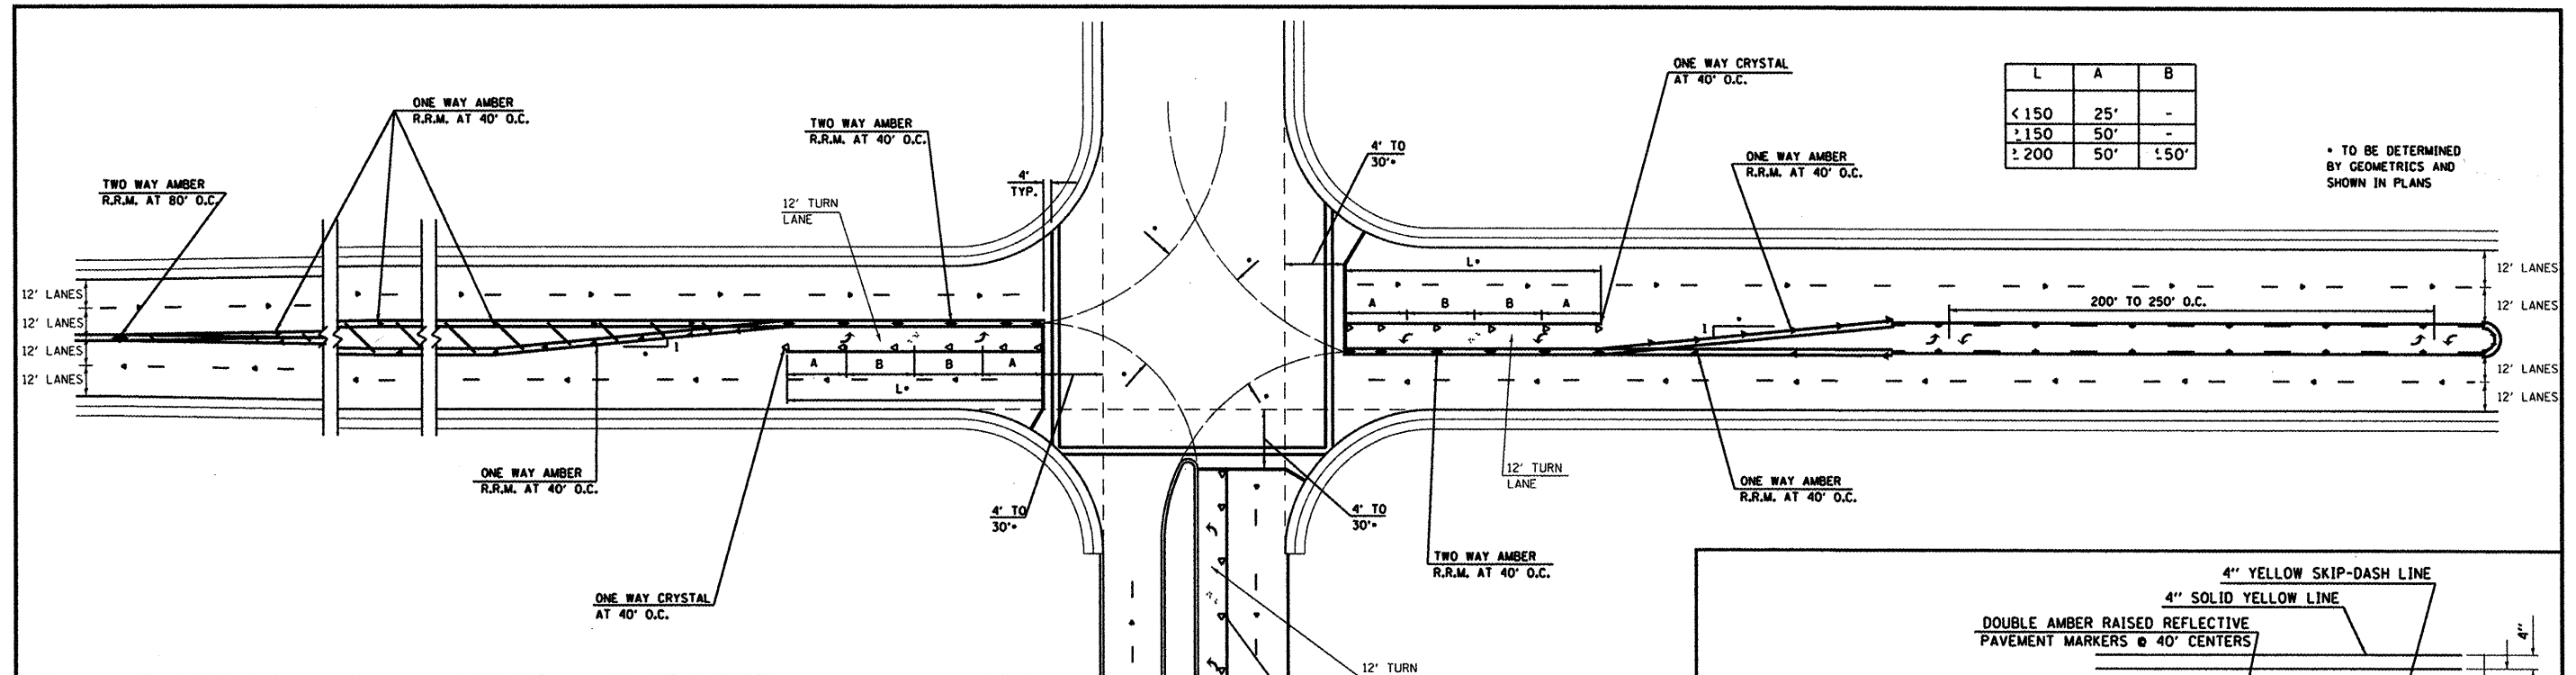 ONE WAY CRYSTAL
AT 40' O.C.
L A B
<150 25' -
≥150 50' -
≥200 50' ≤50'
ONE WAY AMBER
R.R.M. AT 40' O.C.
TWO WAY AMBER
R.R.M. AT 40' O.C.
4' TO
30'•
ONE WAY AMBER
R.R.M. AT 40' O.C.
• TO BE DETERMINED
BY GEOMETRICS AND
SHOWN IN PLANS
TWO WAY AMBER
R.R.M. AT 80' O.C.
4'
TYP.
12' TURN
LANE
L•
12' LANES
12' LANES
12' LANES
12' LANES
A B B A
200' TO 250' O.C.
12' LANES
12' LANES
12' LANES
12' LANES
1
1
A B B A
L•
ONE WAY AMBER
R.R.M. AT 40' O.C.
12' TURN
LANE
ONE WAY AMBER
R.R.M. AT 40' O.C.
4' TO
30'•
4' TO
30'•
TWO WAY AMBER
R.R.M. AT 40' O.C.
ONE WAY CRYSTAL
AT 40' O.C.
4" YELLOW SKIP-DASH LINE
4" SOLID YELLOW LINE
DOUBLE AMBER RAISED REFLECTIVE
PAVEMENT MARKERS @ 40' CENTERS
4"
12' TURN